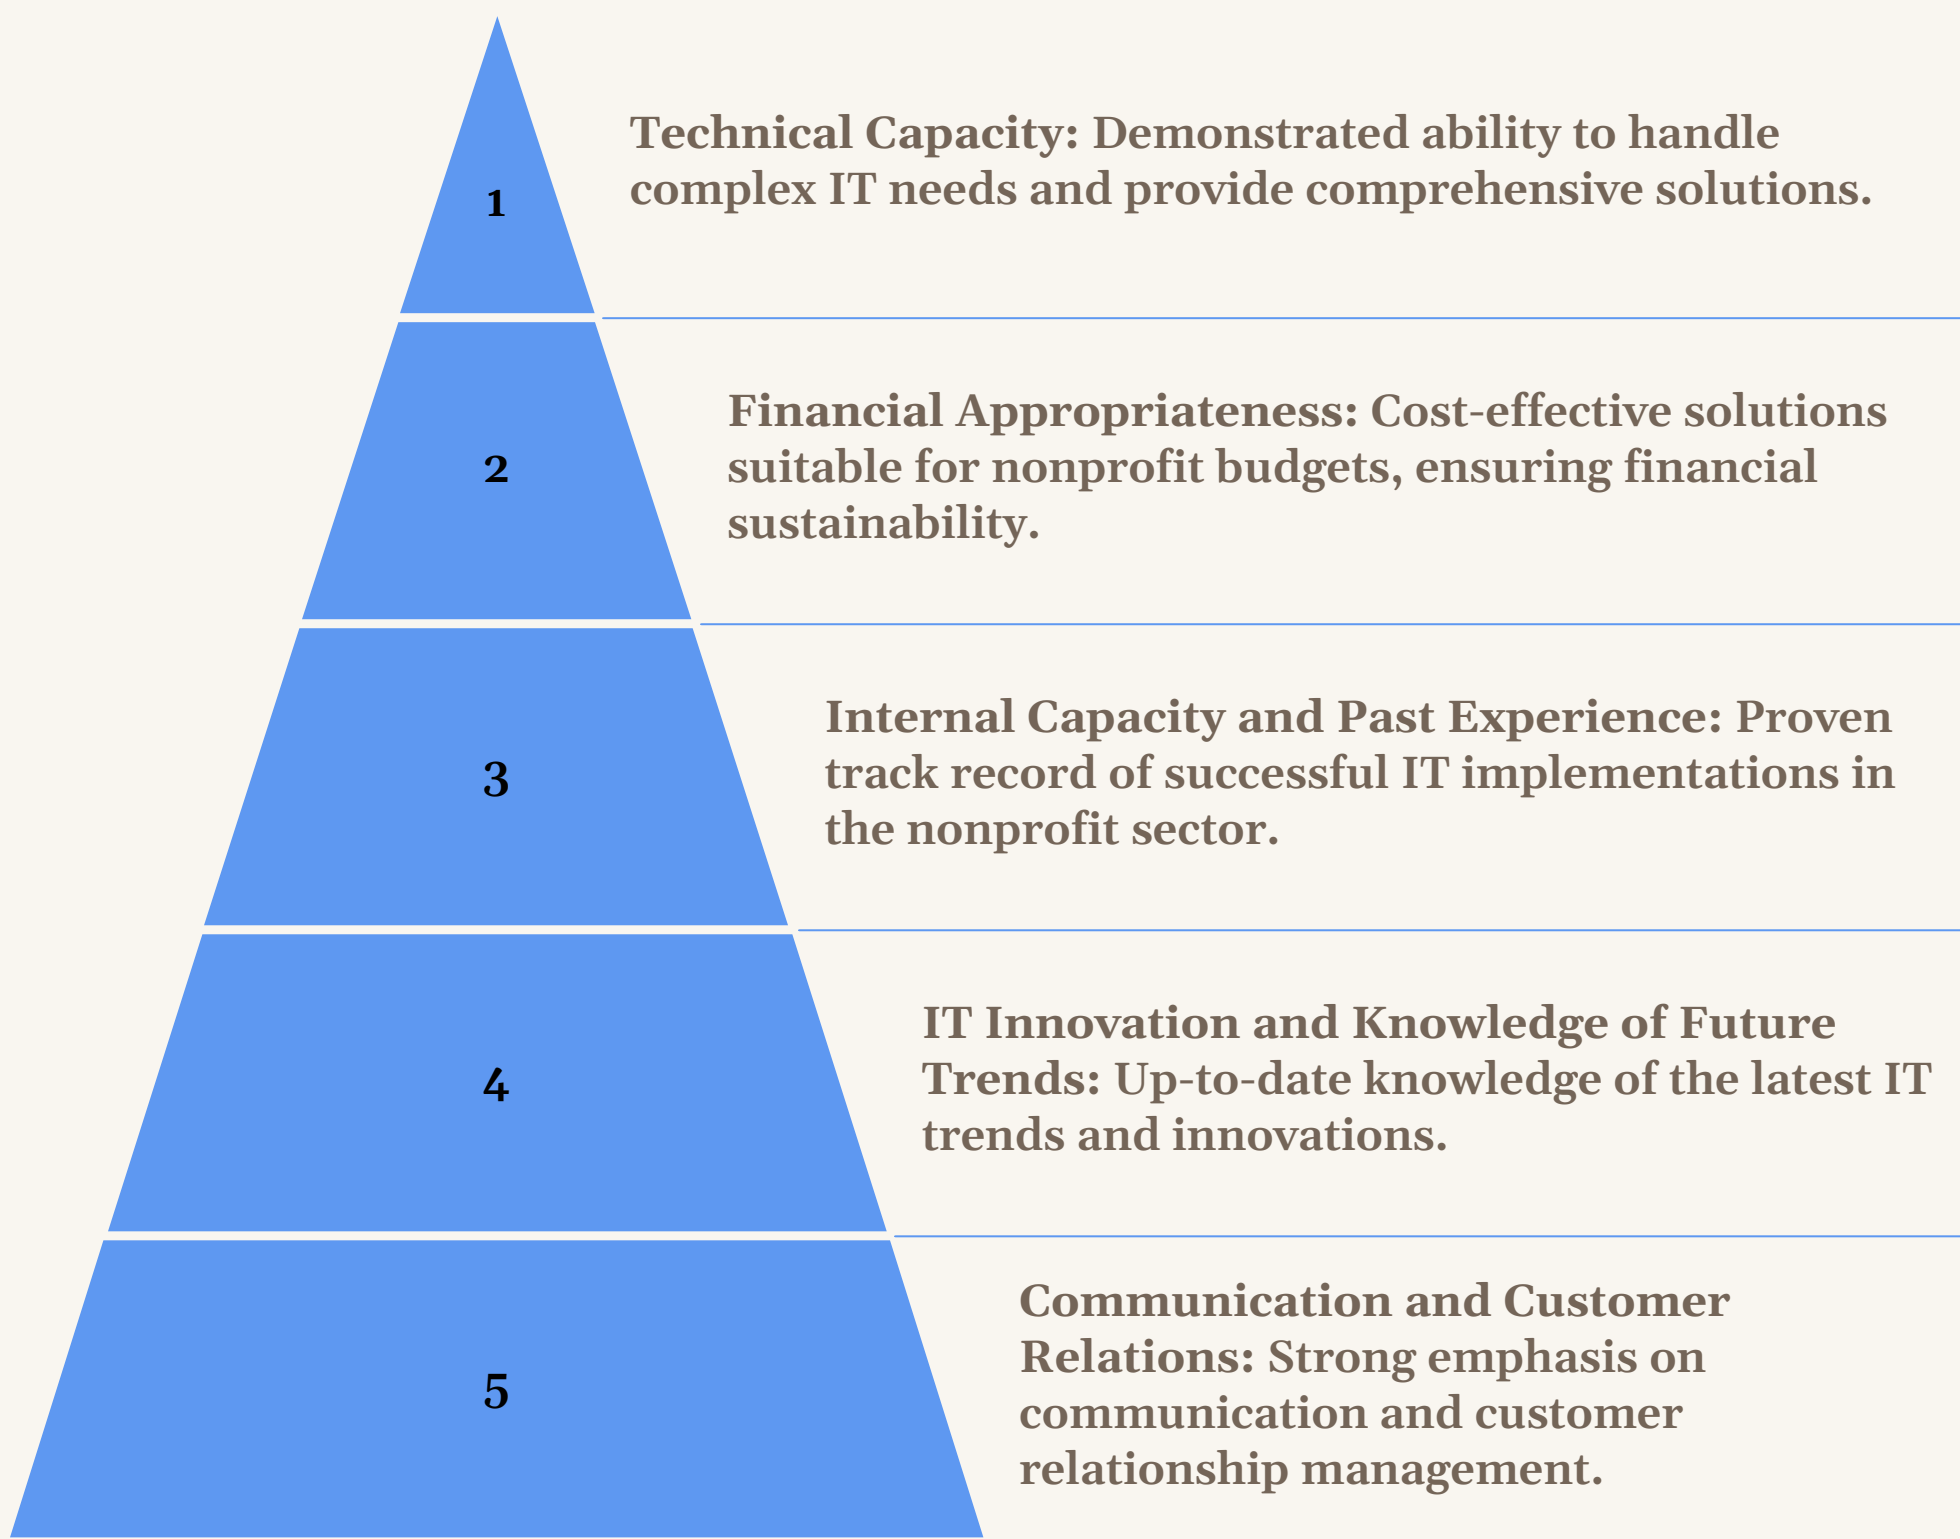 1
Technical Capacity: Demonstrated ability to handle
complex IT needs and provide comprehensive solutions.
2
Financial Appropriateness: Cost-effective solutions
suitable for nonprofit budgets, ensuring financial
sustainability.
3
Internal Capacity and Past Experience: Proven
track record of successful IT implementations in
the nonprofit sector.
4
IT Innovation and Knowledge of Future
Trends: Up-to-date knowledge of the latest IT
trends and innovations.
5
Communication and Customer
Relations: Strong emphasis on
communication and customer
relationship management.